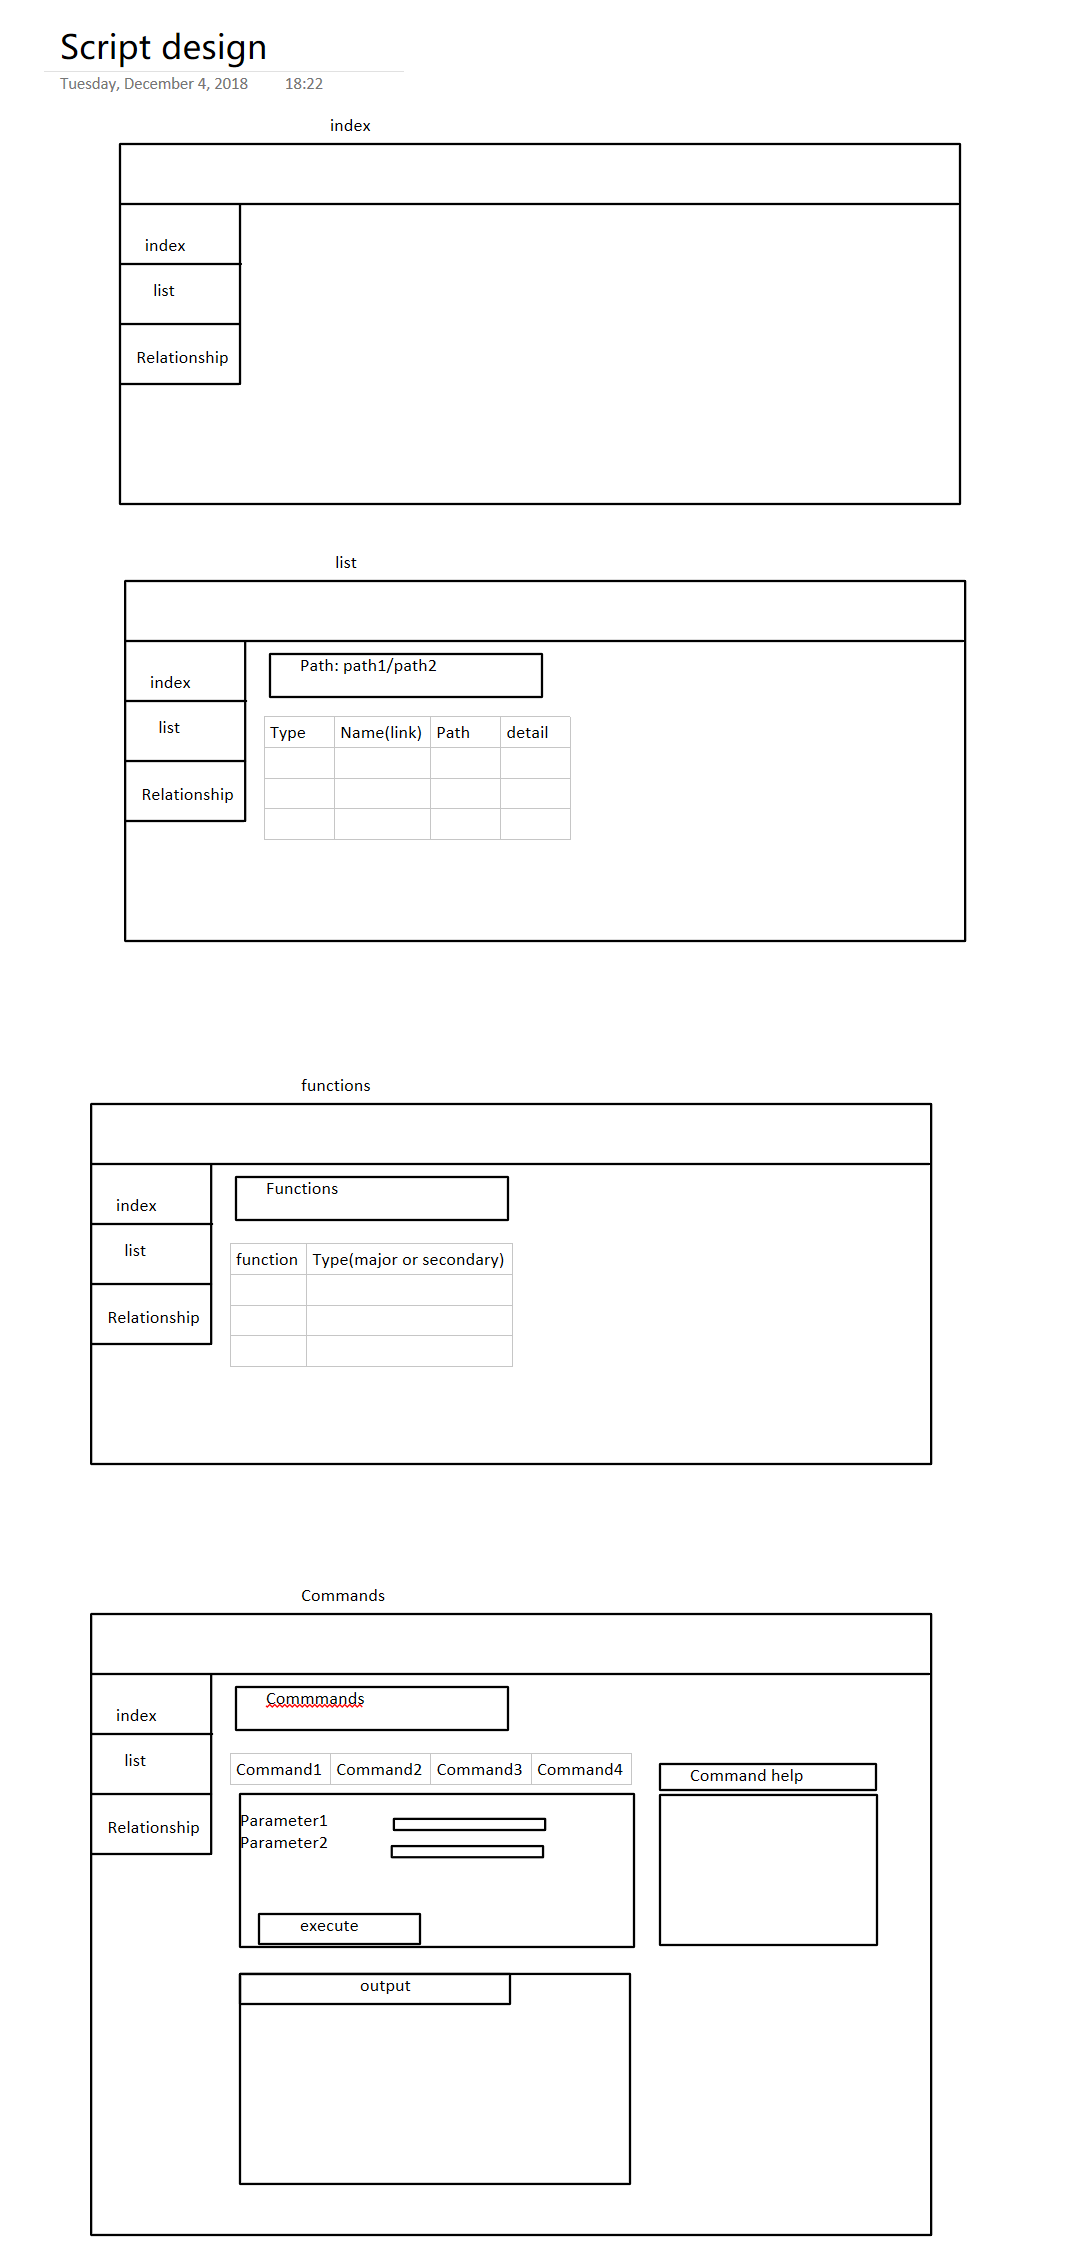 Script design
Tuesday, December 4, 2018 18:22
index
index
list
Relationship
list
index
list
Relationship
Path: path1/path2
Type Name(link) Path detail
functions
index
list
Relationship
Functions
function Type(major or secondary)
Commands
index
list
Relationship
Commmands
Command1 Command2 Command3 Command4
Parameter1
Parameter2
execute
Command help
output